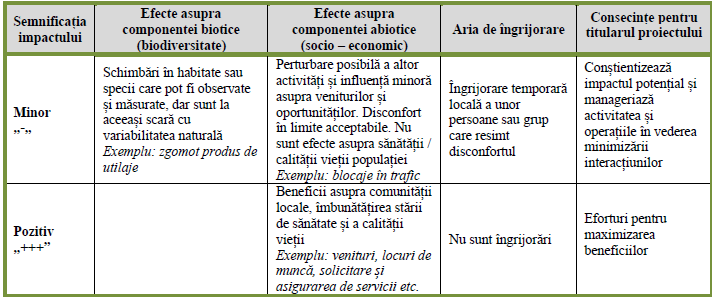 Semnificația
impactului
Efecte asupra
componentei biotice
(biodiversitate)
Efecte asupra
componentei abiotice
(socio – economic)
Aria de îngrijorare
Consecințe pentru
titularul proiectului
Minor
„-„
Schimbări în habitate sau
specii care pot fi observate
și măsurate, dar sunt la
aceeași scară cu
variabilitatea naturală
Exemplu: zgomot produs de
utilaje
Perturbare posibilă a altor
activități și influență minoră
asupra veniturilor și
oportunităților. Disconfort
în limite acceptabile. Nu
sunt efecte asupra sănătății /
calității vieții populației
Exemplu: blocaje în trafic
Îngrijorare temporară
locală a unor
persoane sau grup
care resimt
disconfortul
Conștientizează
impactul potențial și
manageriază
activitatea și
operațiile în vederea
minimizării
interacțiunilor
Pozitiv
„+++”
Beneficii asupra comunității
locale, îmbunătățirea stării
de sănătate și a calității
vieții
Exemplu: venituri, locuri de
muncă, solicitare și
asigurarea de servicii etc.
Nu sunt îngrijorări
Eforturi pentru
maximizarea
beneficiilor